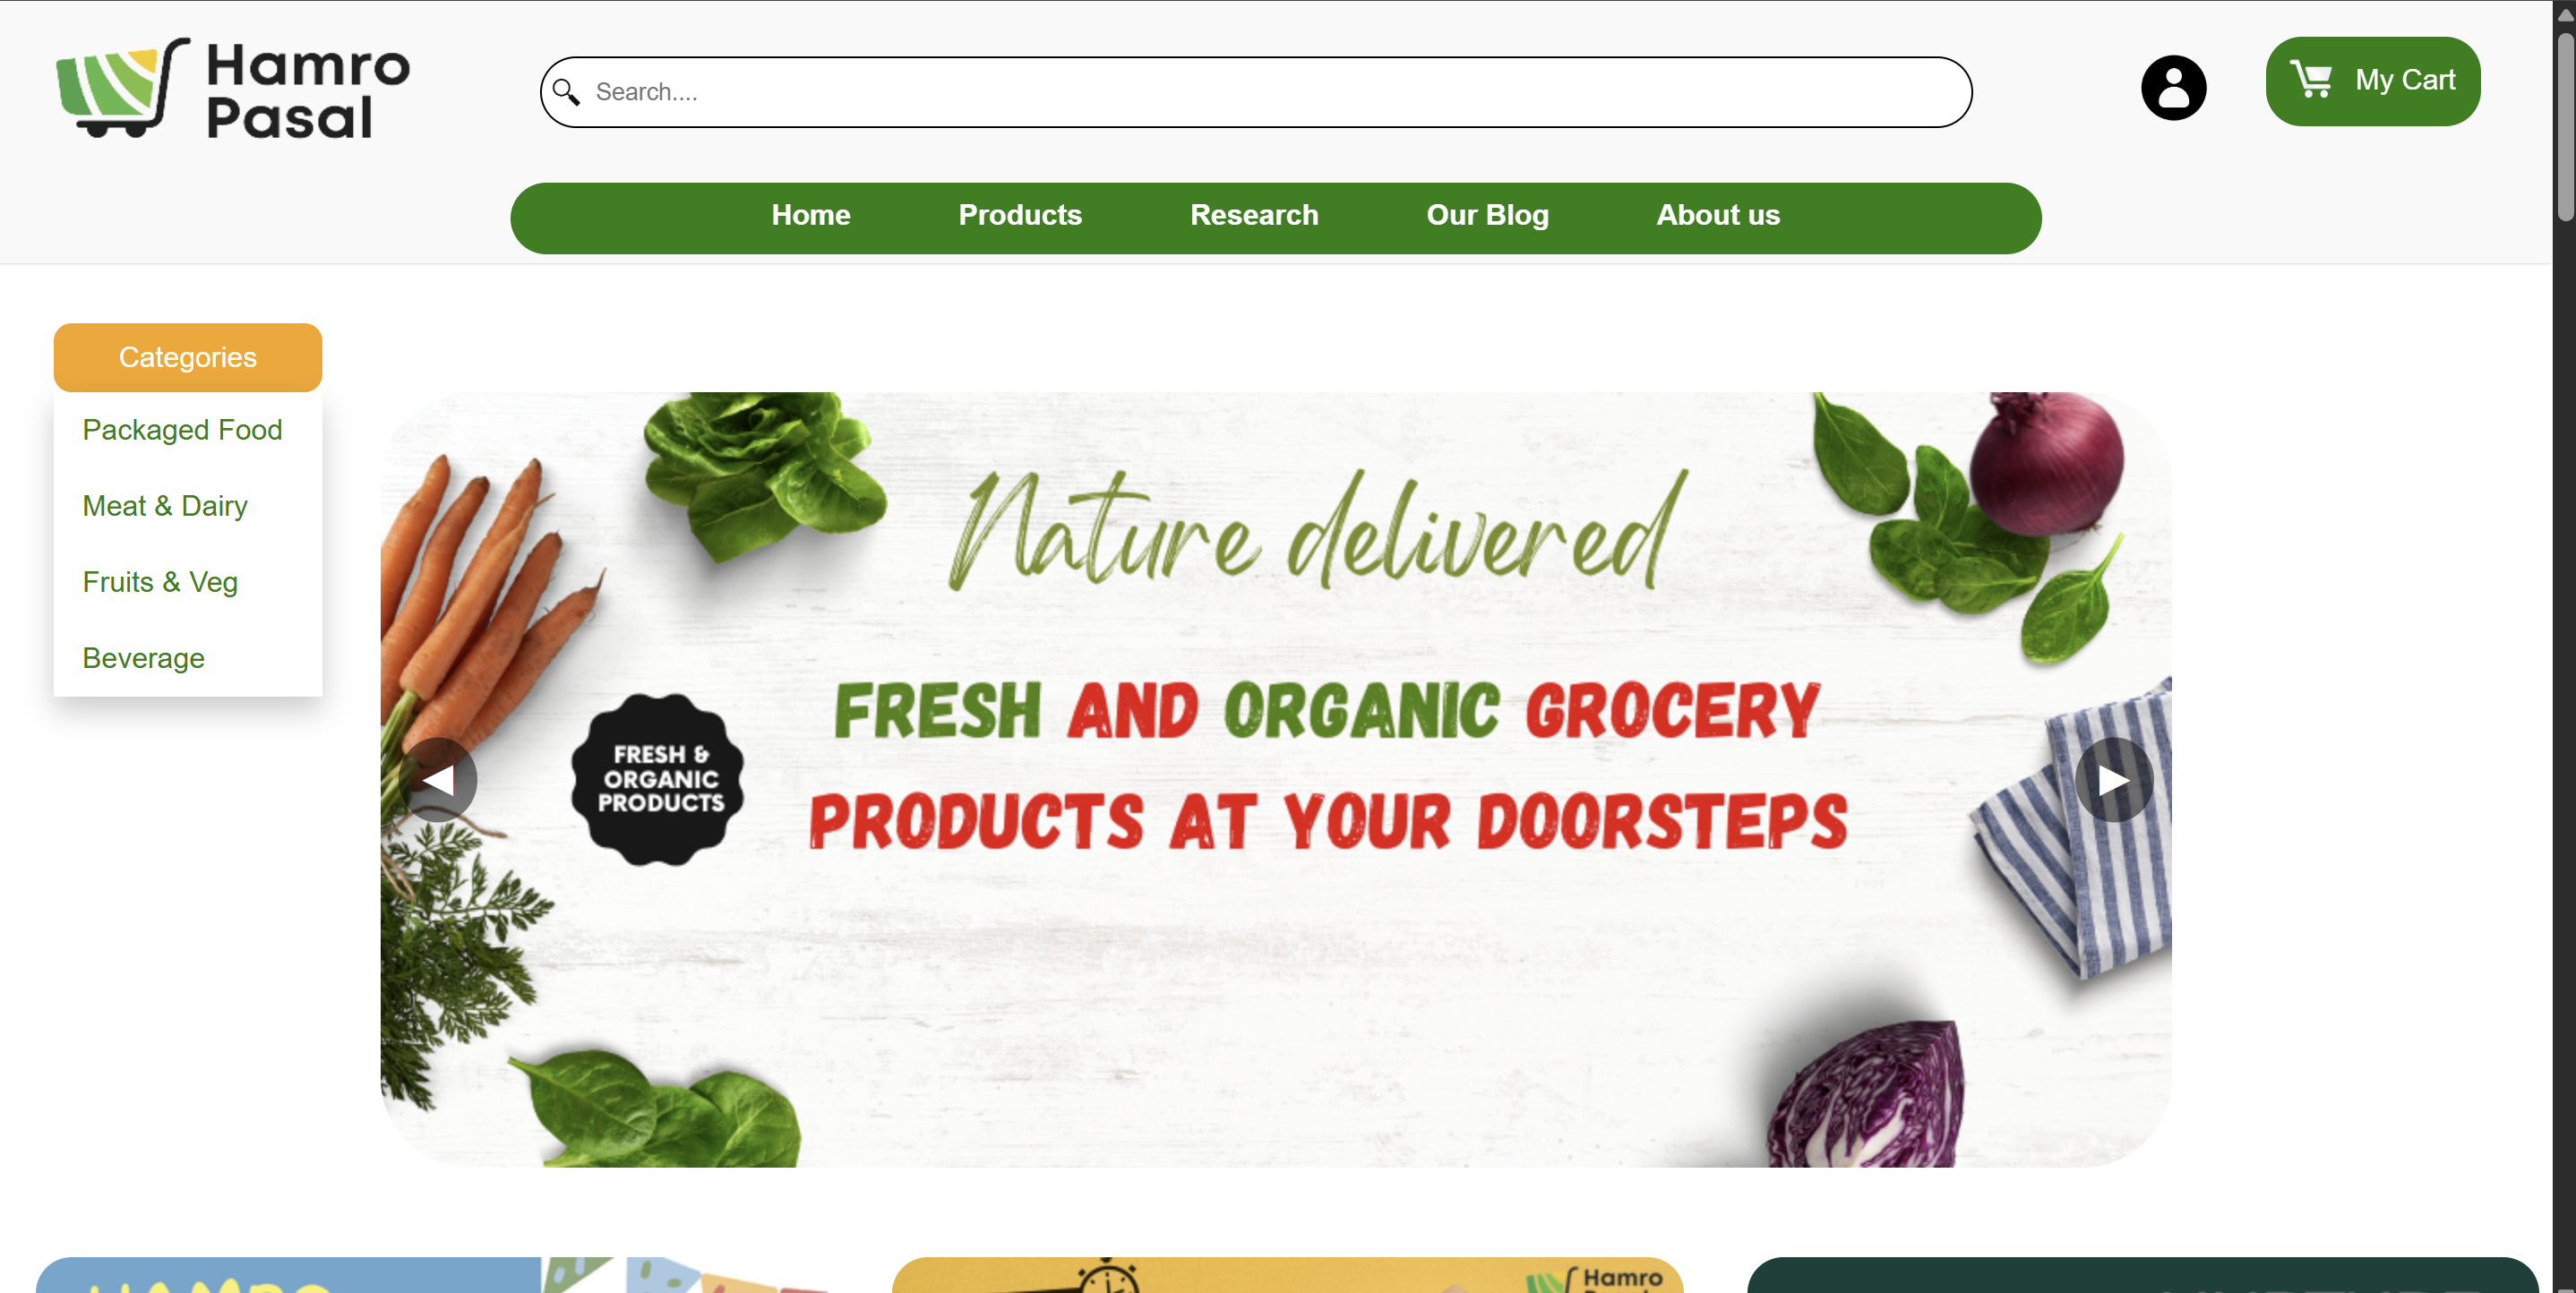 Hamro
Pasal
Search....
My Cart
Home
Products
Research
Our Blog
About us
Categories
Packaged Food
Meat & Dairy
Fruits & Veg
Beverage
Nature delivered
FRESH AND ORGANIC GROCERY
PRODUCTS AT YOUR DOORSTEPS
FRESH &
ORGANIC
PRODUCTS
HAMRO
Hamro